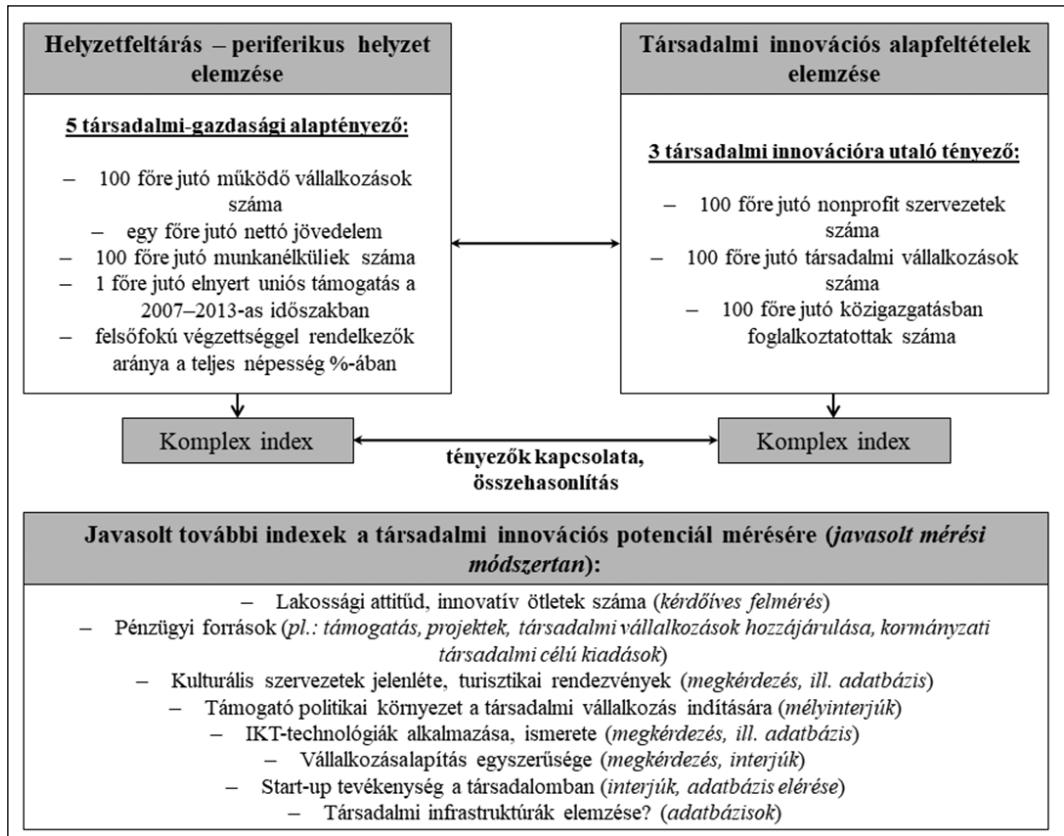 Helyzetfeltárás – periferikus helyzet
elemzése
5 társadalmi-gazdasági alaptényező:
– 100 főre jutó működő vállalkozások
száma
– egy főre jutó nettó jövedelem
– 100 főre jutó munkanélküliek száma
– 1 főre jutó elnyert uniós támogatás a
2007–2013-as időszakban
– felsőfokú végzettséggel rendelkezők
aránya a teljes népesség %-ában
Társadalmi innovációs alapfeltételek
elemzése
3 társadalmi innovációra utaló tényező:
– 100 főre jutó nonprofit szervezetek
száma
– 100 főre jutó társadalmi vállalkozások
száma
– 100 főre jutó közigazgatásban
foglalkoztatottak száma
Komplex index
Komplex index
tényezők kapcsolata,
összehasonlítás
Javasolt további indexek a társadalmi innovációs potenciál mérésére (javasolt mérési
módszertan):
– Lakossági attitűd, innovatív ötletek száma (kérdőíves felmérés)
– Pénzügyi források (pl.: támogatás, projektek, társadalmi vállalkozások hozzájárulása, kormányzati
társadalmi célú kiadások)
– Kulturális szervezetek jelenléte, turisztikai rendezvények (megkérdezés, ill. adatbázis)
– Támogató politikai környezet a társadalmi vállalkozás indítására (mélyinterjúk)
– IKT-technológiák alkalmazása, ismerete (megkérdezés, ill. adatbázis)
– Vállalkozásalapítás egyszerűsége (megkérdezés, interjúk)
– Start-up tevékenység a társadalomban (interjúk, adatbázis elérése)
– Társadalmi infrastruktúrák elemzése? (adatbázisok)